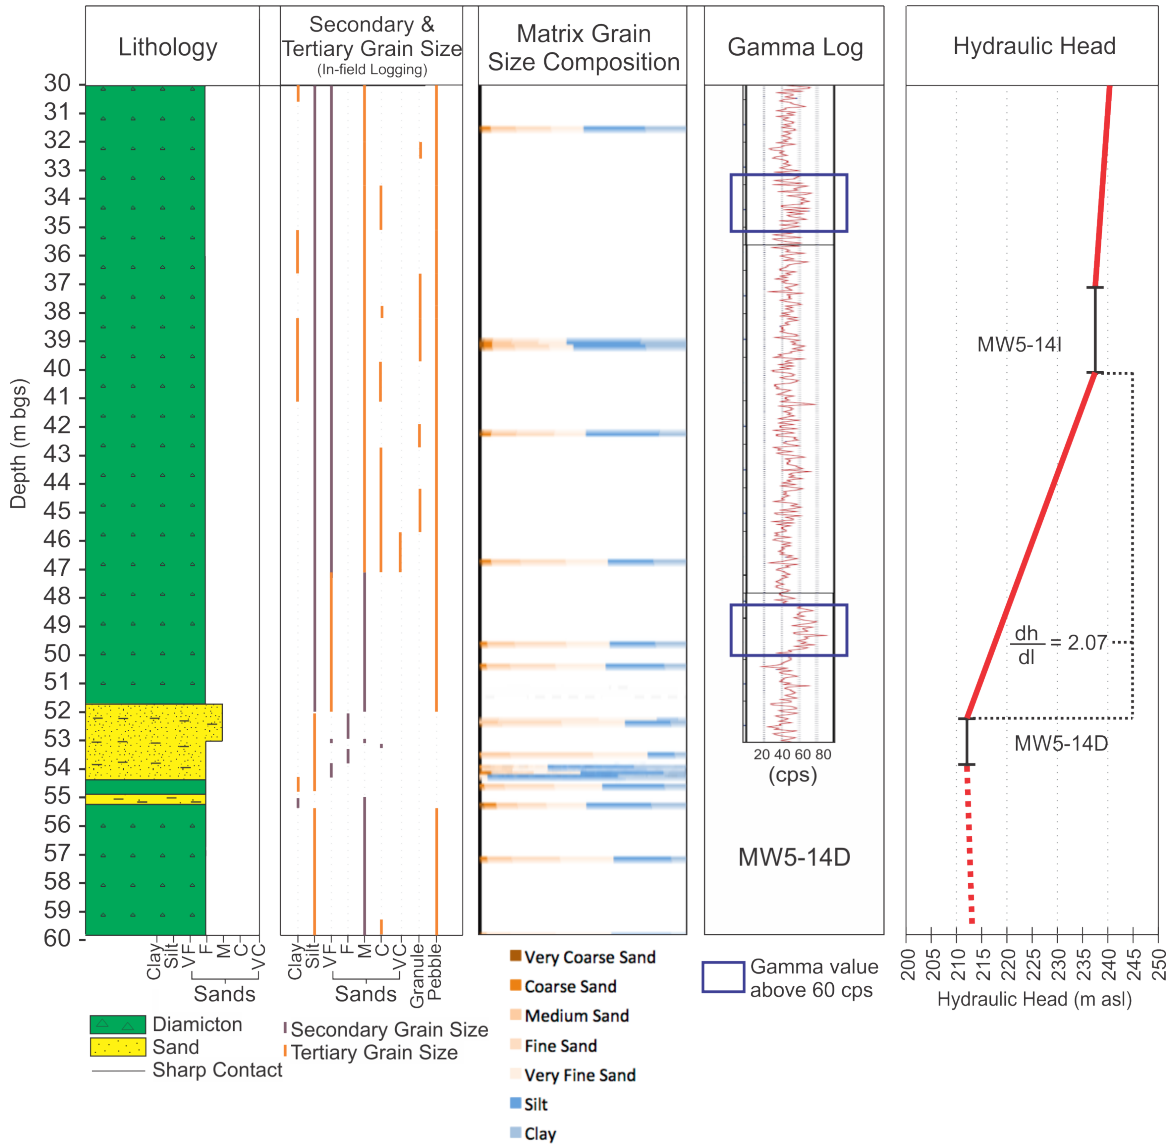 Lithology
Secondary &
Tertiary Grain Size
(In-field Logging)
Matrix Grain
Size Composition
Gamma Log
Hydraulic Head
Depth (m bgs)
30
31
32
33
34
35
36
37
38
39
40
41
42
43
44
45
46
47
48
49
50
51
52
53
54
55
56
57
58
59
60
MW5-14I
dh
dl
= 2.07
MW5-14D
20 40 60 80
(cps)
MW5-14D
Clay
Silt
VF
F
M
C
VC
Sands
Clay
Silt
VF
F
M
C
VC
Granule
Pebble
Sands
200
205
210
215
220
225
230
235
240
245
250
Hydraulic Head (m asl)
Diamicton
Sand
Sharp Contact
Secondary Grain Size
Tertiary Grain Size
Very Coarse Sand
Coarse Sand
Medium Sand
Fine Sand
Very Fine Sand
Silt
Clay
Gamma value
above 60 cps